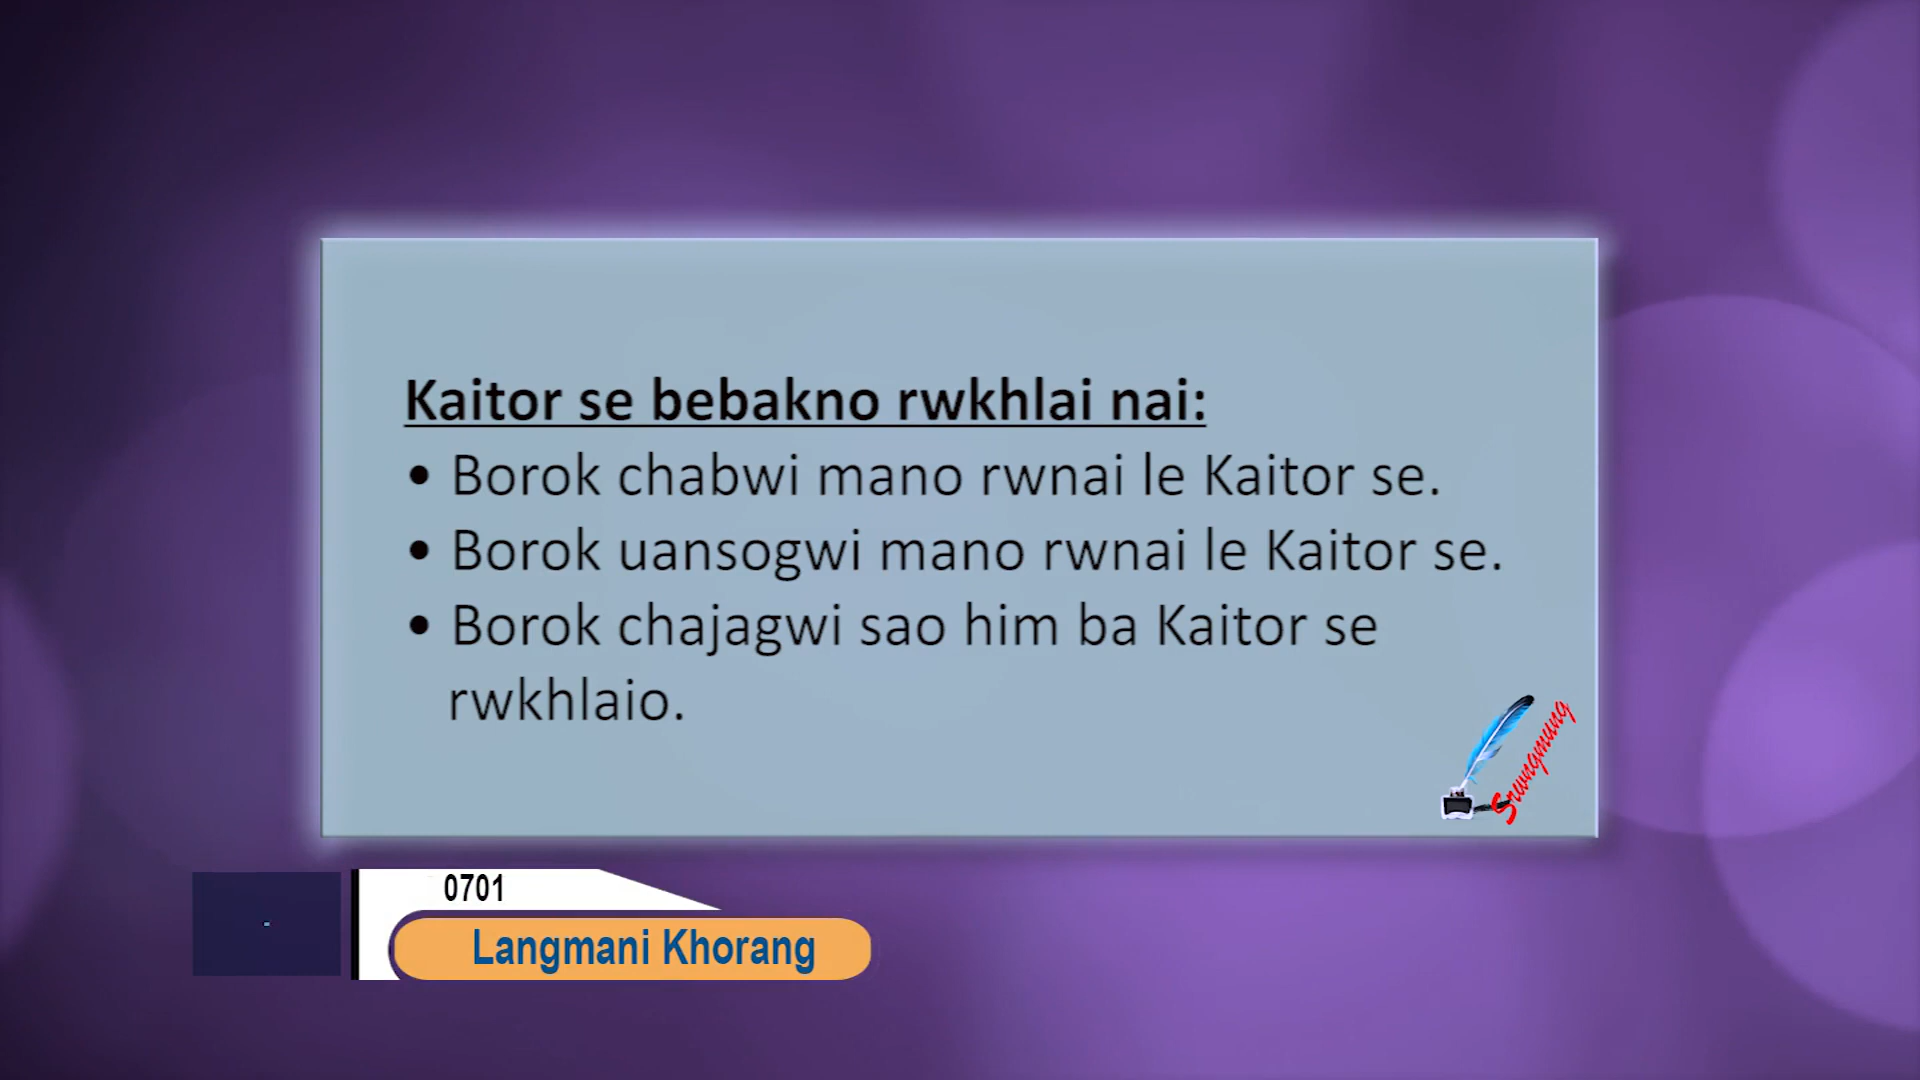 Kaitor se bebakno rwkhlai nai:
• Borok chabwi mano rwnai le Kaitor se.
• Borok uansogwi mano rwnai le Kaitor se.
• Borok chajagwi sao him ba Kaitor se
rwkhlaio.
Srwngmung
0701
Langmani Khorang